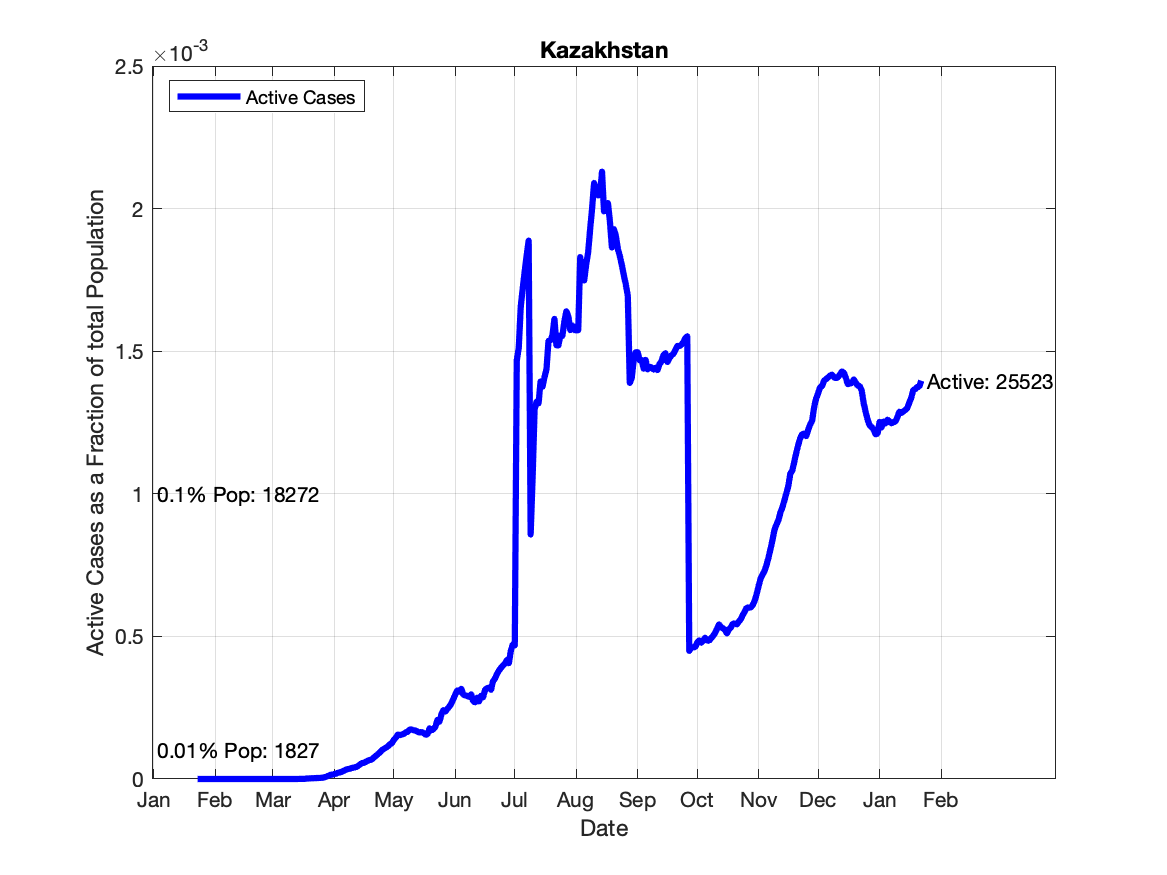 Kazakhstan
×10-3
2.5
2
1.5
1
0.5
0
Active Cases
Active Cases as a Fraction of total Population
Active: 25523
0.1% Pop: 18272
0.01% Pop: 1827
Jan Feb Mar Apr May Jun Jul Aug Sep Oct Nov Dec Jan Feb
Date